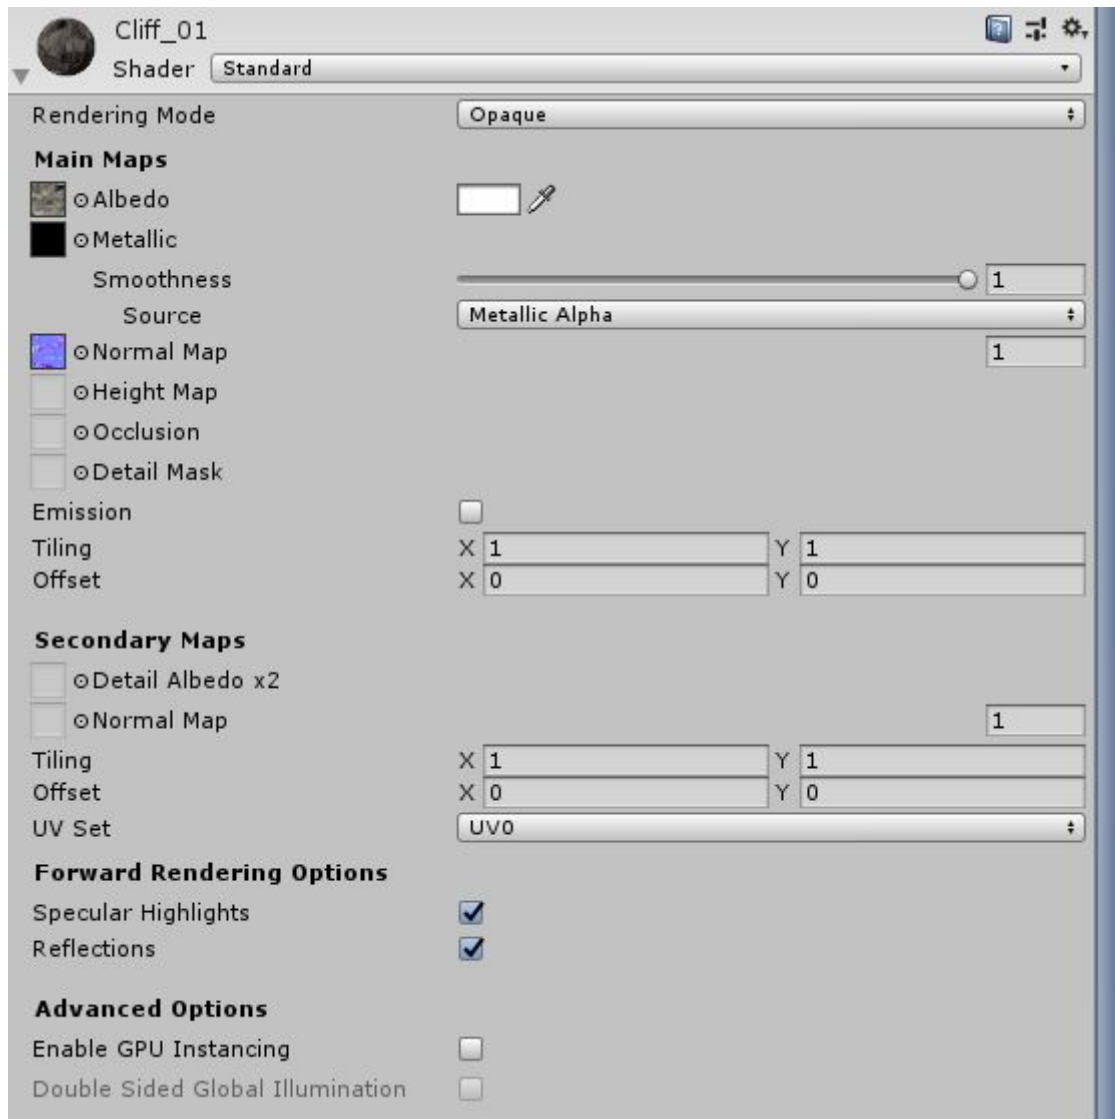 Cliff_01
Shader Standard
Rendering Mode Opaque
Main Maps
Albedo
Metallic
Smoothness 1
Source Metallic Alpha
Normal Map 1
Height Map
Occlusion
Detail Mask
Emission
Tiling X 1 Y 1
Offset X 0 Y 0
Secondary Maps
Detail Albedo x2
Normal Map 1
Tiling X 1 Y 1
Offset X 0 Y 0
UV Set UV0
Forward Rendering Options
Specular Highlights
Reflections
Advanced Options
Enable GPU Instancing
Double Sided Global Illumination